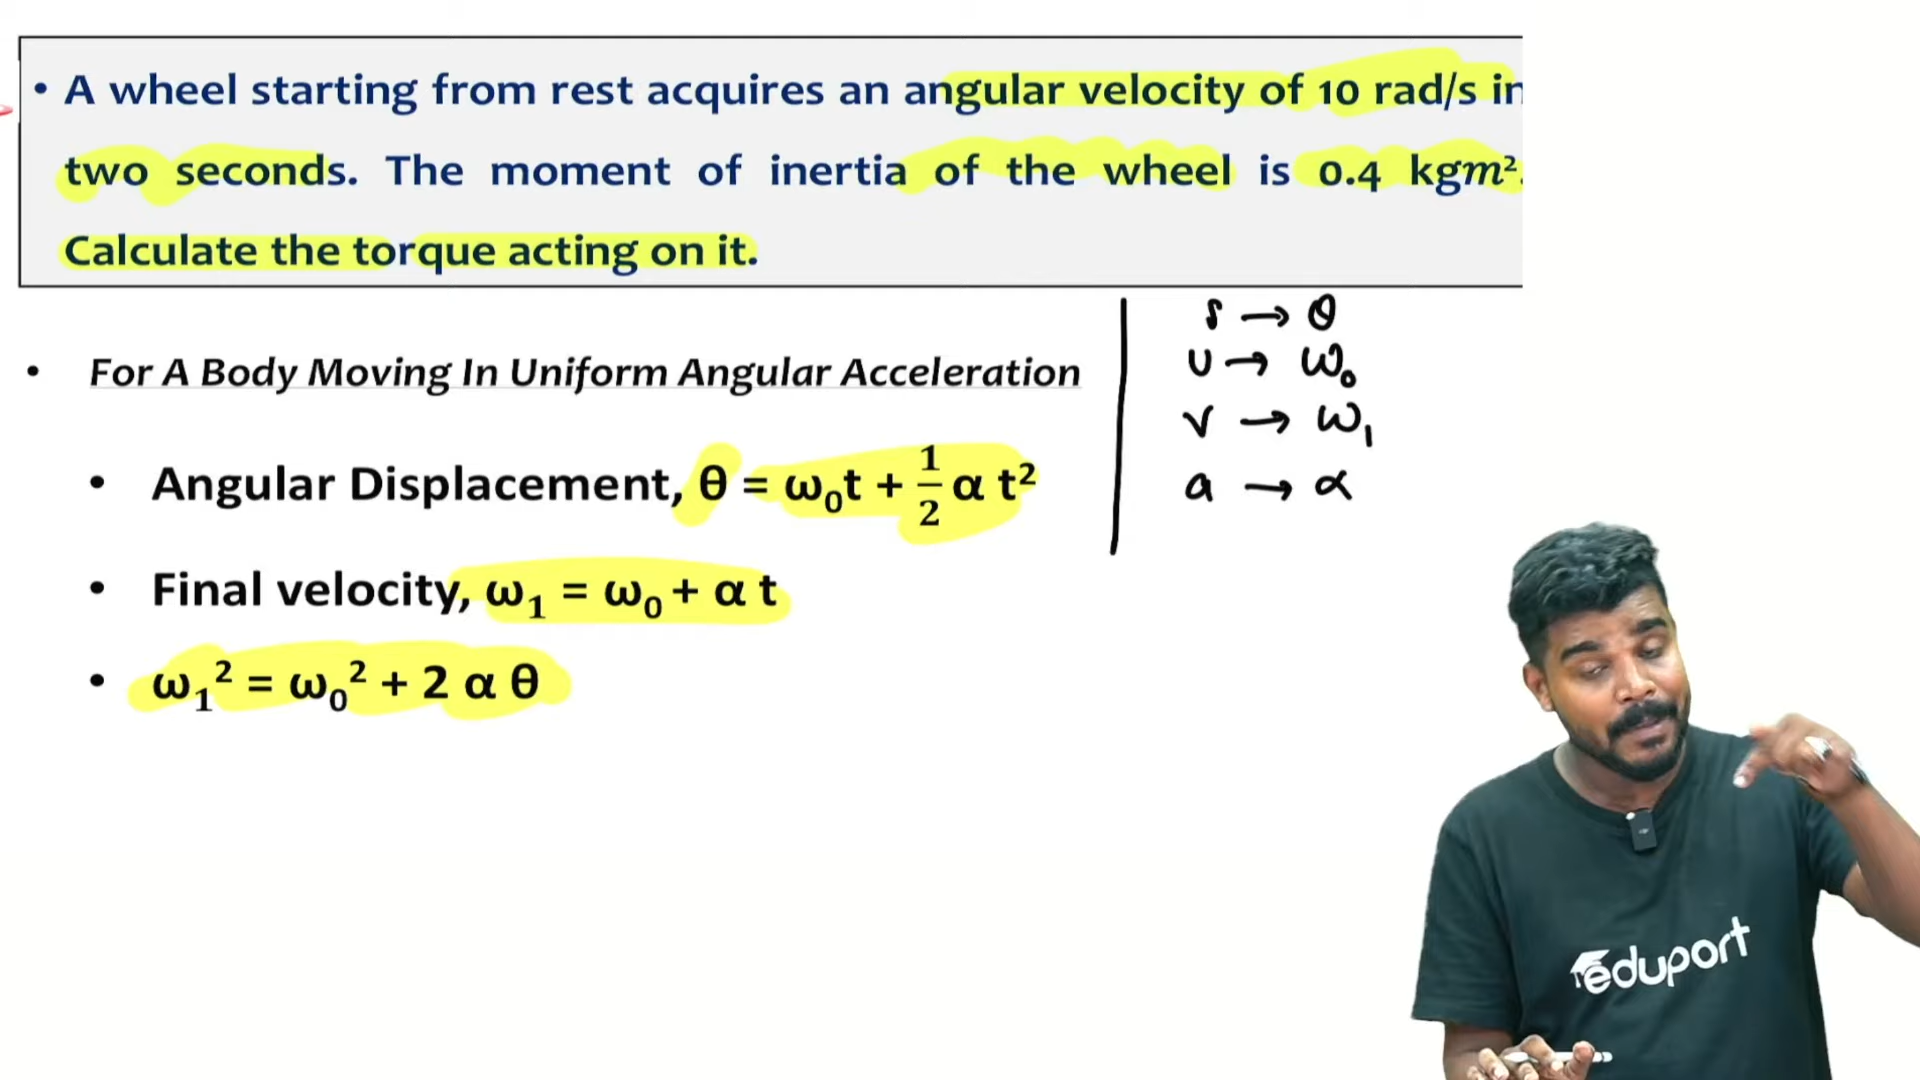 • A wheel starting from rest acquires an angular velocity of 10 rad/s in
two seconds. The moment of inertia of the wheel is 0.4 kgm².
Calculate the torque acting on it.
s → θ
u → ω₀
v → ω₁
a → α
• For A Body Moving In Uniform Angular Acceleration
• Angular Displacement, θ = ω₀t + 1/2 α t²
• Final velocity, ω₁ = ω₀ + α t
• ω₁² = ω₀² + 2 α θ
eduport